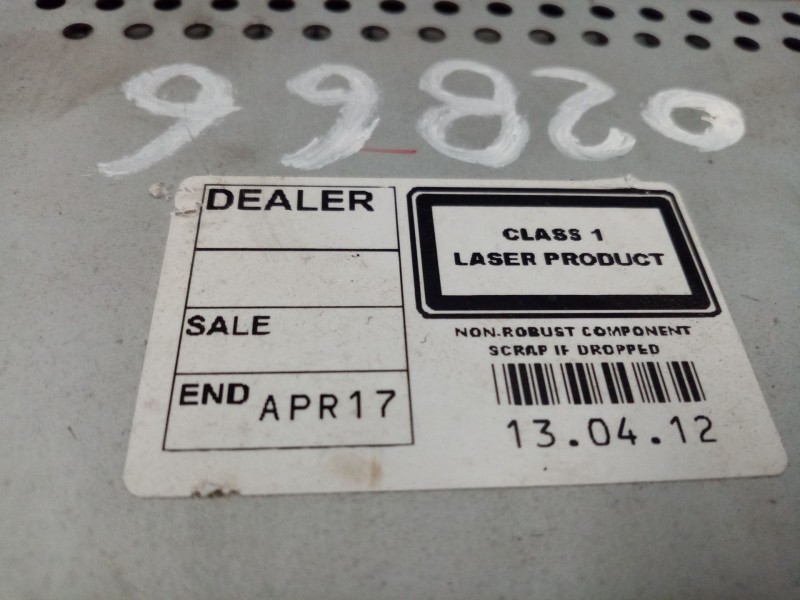 99820
DEALER
SALE
END APR17
CLASS 1
LASER PRODUCT
NON-ROBUST COMPONENT
SCRAP IF DROPPED
13.04.12